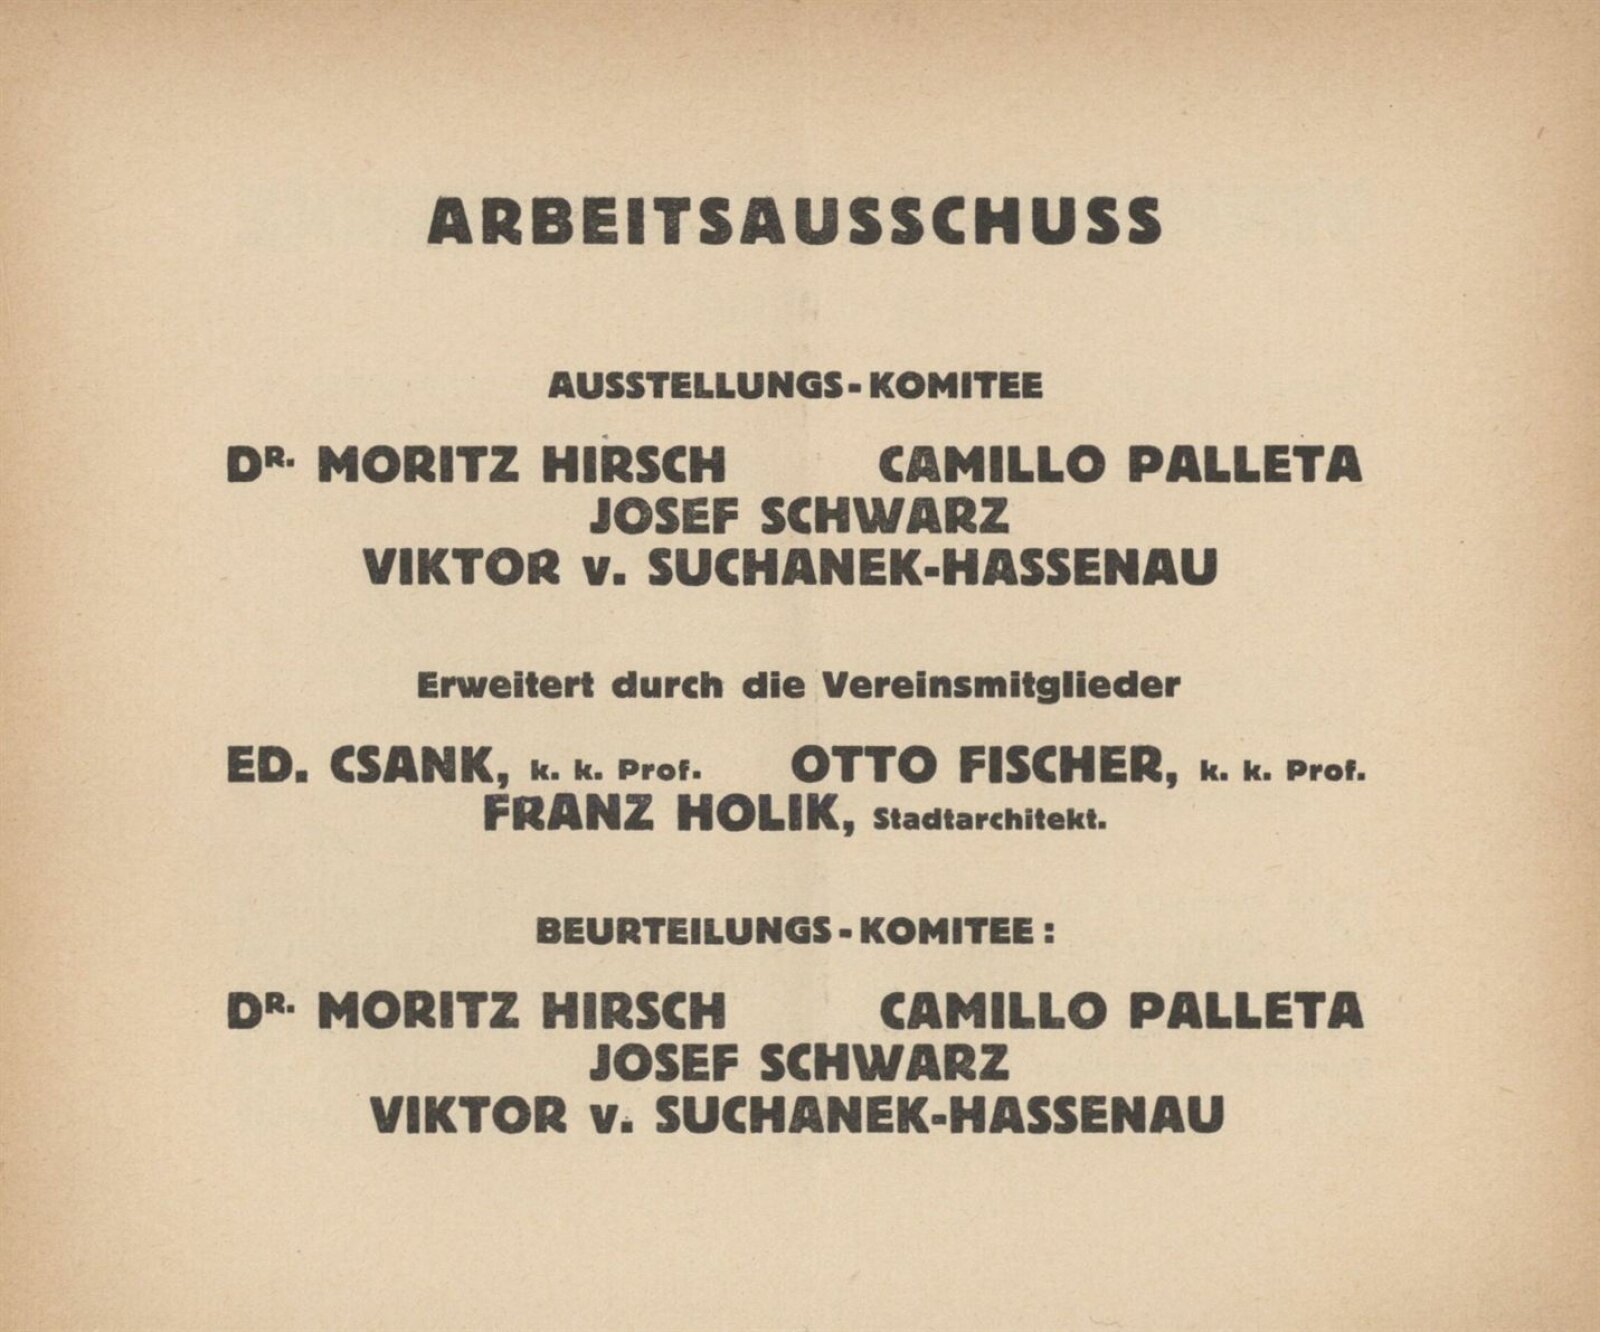 ARBEITSAUSSCHUSS
AUSSTELLUNGS-KOMITEE
DR. MORITZ HIRSCH CAMILLO PALLETA
JOSEF SCHWARZ
VIKTOR v. SUCHANEK-HASSENAU
Erweitert durch die Vereinsmitglieder
ED. CSANK, k. k. Prof. OTTO FISCHER, k. k. Prof.
FRANZ HOLIK, Stadtarchitekt.
BEURTEILUNGS-KOMITEE:
DR. MORITZ HIRSCH CAMILLO PALLETA
JOSEF SCHWARZ
VIKTOR v. SUCHANEK-HASSENAU